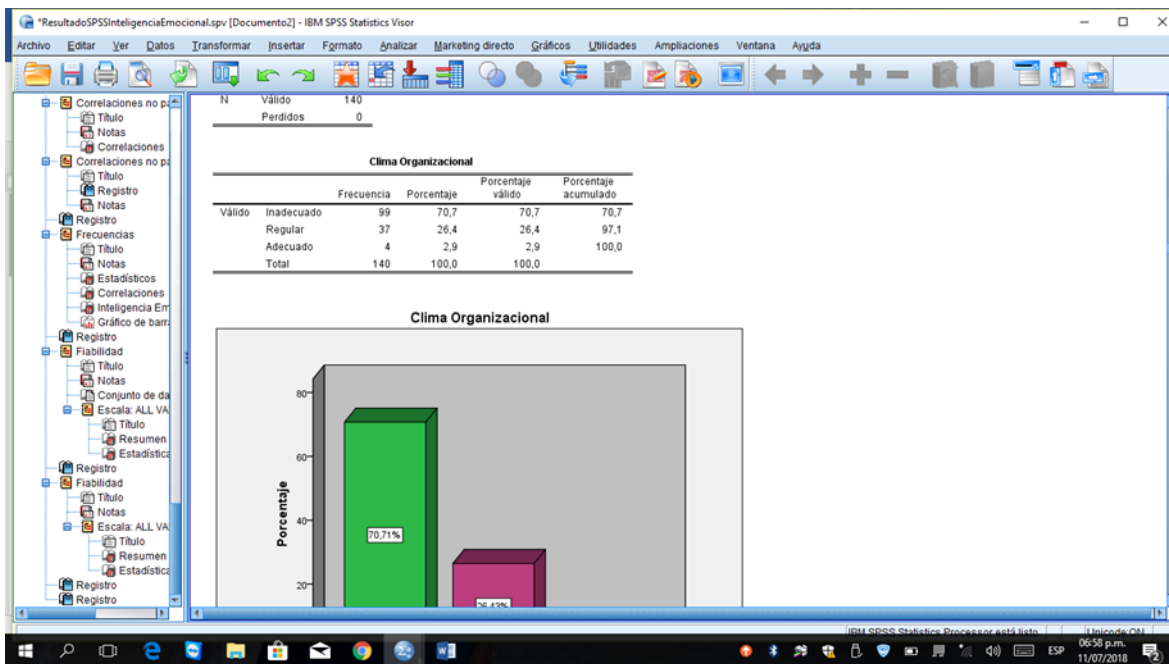 *ResultadoSPSSInteligenciaEmocional.spv [Documento2] - IBM SPSS Statistics Visor
Archivo Editar Ver Datos Transformar Insertar Formato Analizar Marketing directo Gráficos Utilidades Ampliaciones Ventana Ayuda
Correlaciones no pa
Título
Notas
Correlaciones
Correlaciones no pa
Título
Registro
Notas
Registro
Frecuencias
Título
Notas
Estadísticos
Correlaciones
Inteligencia Em
Gráfico de barra
Registro
Fiabilidad
Título
Notas
Conjunto de da
Escala: ALL VA
Título
Resumen
Estadística
Registro
Fiabilidad
Título
Notas
Escala: ALL VA
Título
Resumen
Estadística
Registro
Registro
N Válido 140
Perdidos 0
Clima Organizacional
Frecuencia Porcentaje Porcentaje válido Porcentaje acumulado
Válido Inadecuado 99 70,7 70,7 70,7
Regular 37 26,4 26,4 97,1
Adecuado 4 2,9 2,9 100,0
Total 140 100,0 100,0
Clima Organizacional
Porcentaje
80
60
40
20
70,71%
26,43%
IBM SPSS Statistics Processor está listo Unicode:ON
ESP
06:58 p.m.
11/07/2018